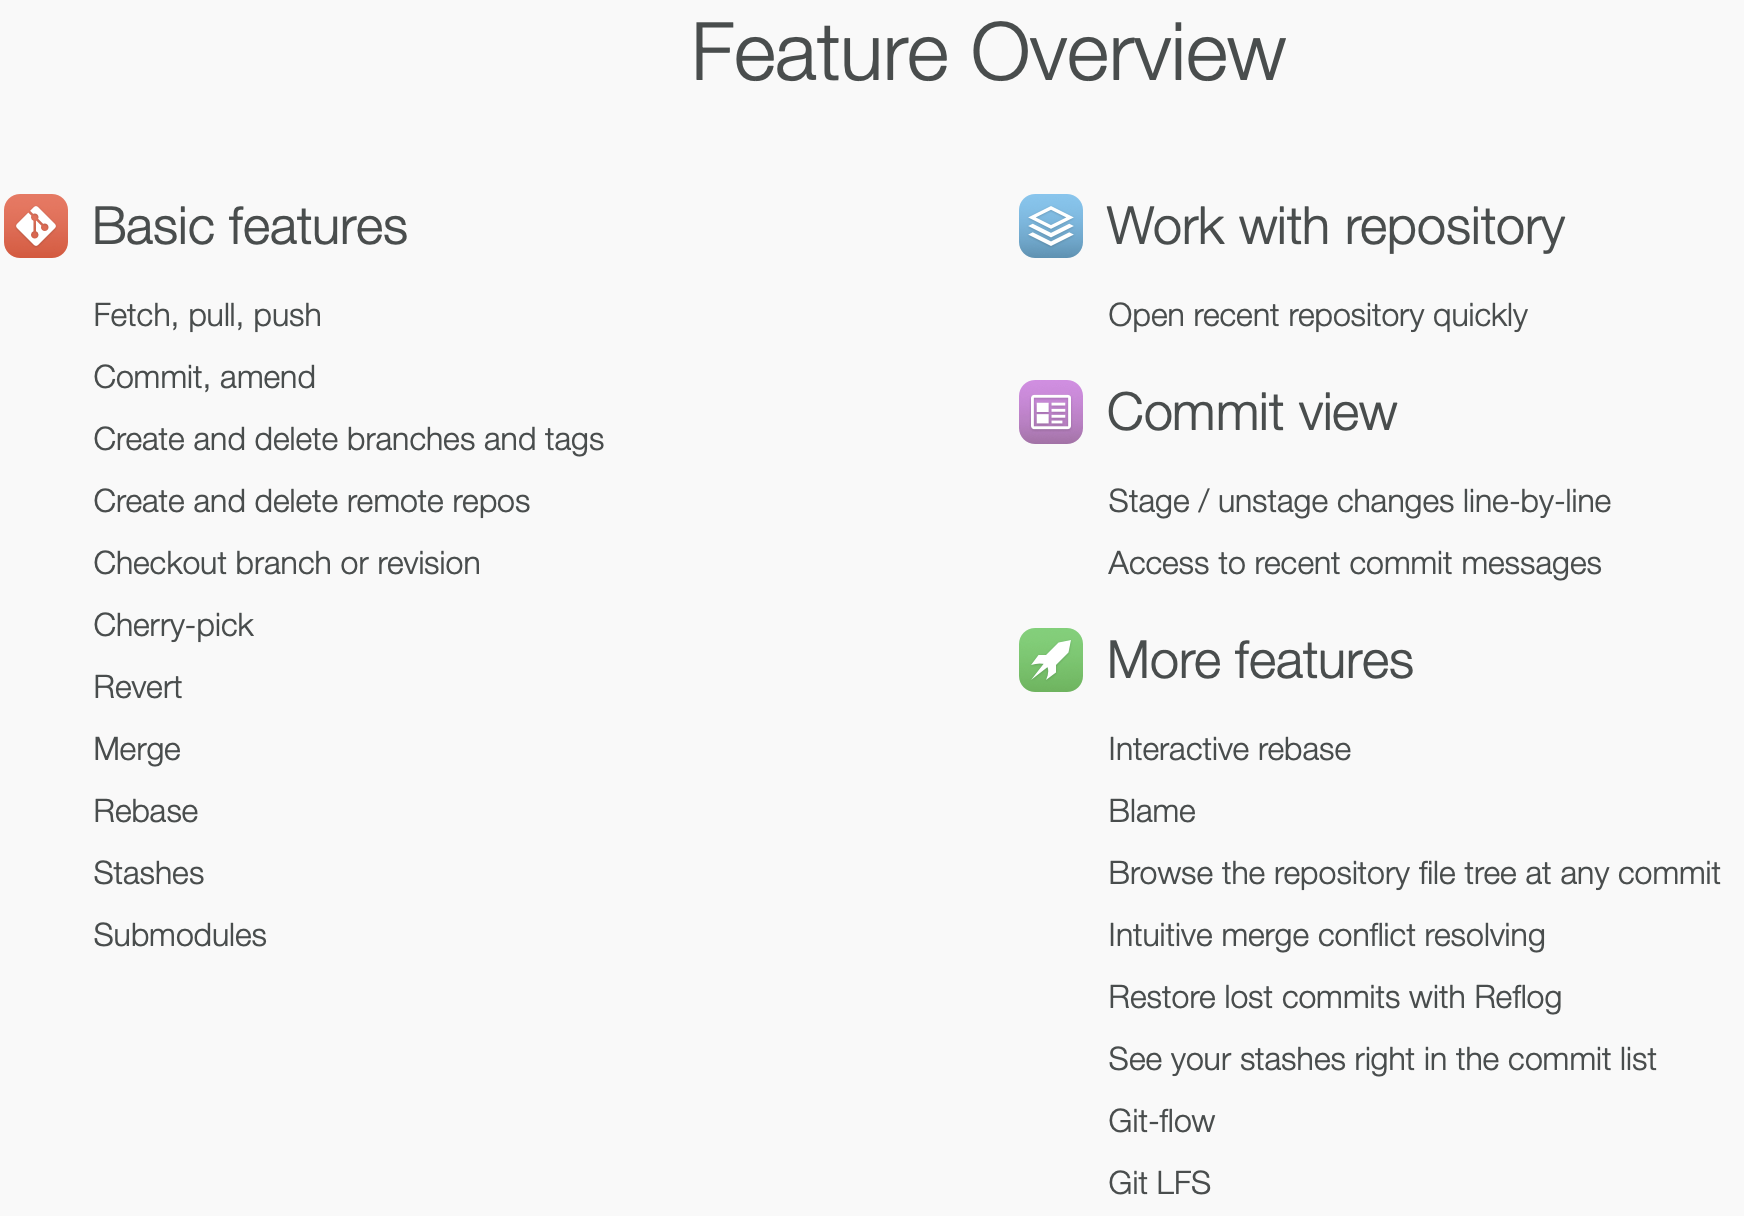 Feature Overview
Basic features
Fetch, pull, push
Commit, amend
Create and delete branches and tags
Create and delete remote repos
Checkout branch or revision
Cherry-pick
Revert
Merge
Rebase
Stashes
Submodules
Work with repository
Open recent repository quickly
Commit view
Stage / unstage changes line-by-line
Access to recent commit messages
More features
Interactive rebase
Blame
Browse the repository file tree at any commit
Intuitive merge conflict resolving
Restore lost commits with Reflog
See your stashes right in the commit list
Git-flow
Git LFS